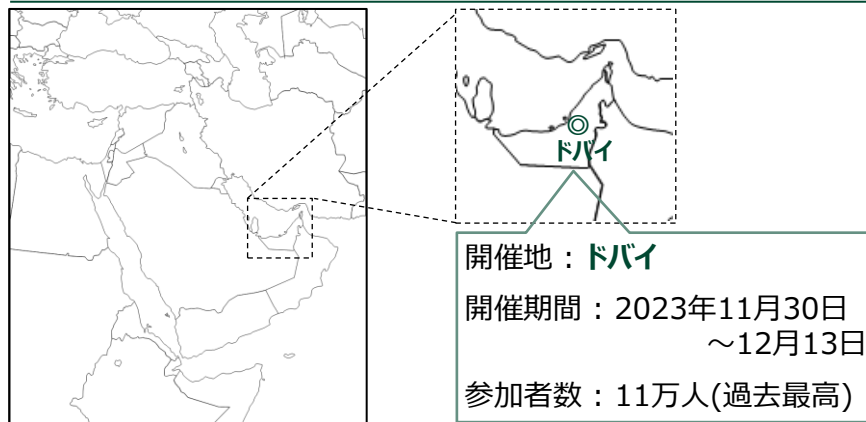 ドバイ
開催地：ドバイ
開催期間：2023年11月30日
～12月13日
参加者数：11万人(過去最高)